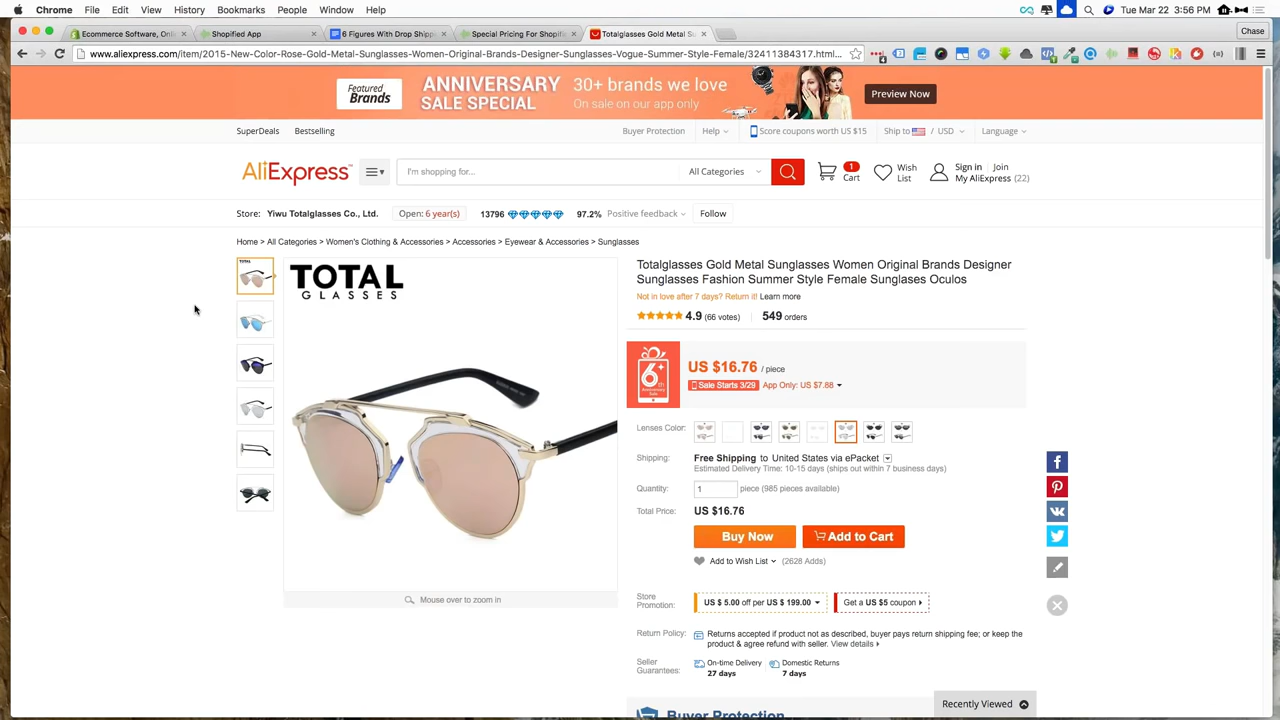 Chrome File Edit View History Bookmarks People Window Help
Tue Mar 22 3:56 PM
Ecommerce Software, Onli
Shopified App
6 Figures With Drop Shippi
Special Pricing For Shopifie
Totalglasses Gold Metal Su
Chase
www.aliexpress.com/item/2015-New-Color-Rose-Gold-Metal-Sunglasses-Women-Original-Brands-Designer-Sunglasses-Vogue-Summer-Style-Female/32411384317.html...
Featured Brands
ANNIVERSARY SALE SPECIAL
30+ brands we love
On sale on our app only
Preview Now
SuperDeals Bestselling
Buyer Protection Help Store coupons worth US $15 Ship to / USD Language
AliExpress™
I'm shopping for...
All Categories
1
Cart
Wish List
Sign in Join
My AliExpress (22)
Store: Yiwu Totalglasses Co., Ltd. Open: 6 year(s) 13796 97.2% Positive feedback Follow
Home > All Categories > Women's Clothing & Accessories > Accessories > Eyewear & Accessories > Sunglasses
TOTAL
GLASSES
TOTAL
Mouse over to zoom in
Totalglasses Gold Metal Sunglasses Women Original Brands Designer
Sunglasses Fashion Summer Style Female Sunglases Oculos
Not in love after 7 days? Return it! Learn more
4.9 (66 votes) 549 orders
6th
Anniversary
Sale
US $16.76 / piece
Sale Starts 3/29 App Only: US $7.88
Lenses Color:
Shipping: Free Shipping to United States via ePacket
Estimated Delivery Time: 10-15 days (ships out within 7 business days)
Quantity: 1 piece (985 pieces available)
Total Price: US $16.76
Buy Now
Add to Cart
Add to Wish List (2628 Adds)
Store Promotion: US $ 5.00 off per US $ 199.00 Get a US $5 coupon
Return Policy: Returns accepted if product not as described, buyer pays return shipping fee; or keep the
product & agree refund with seller. View details
Seller Guarantees: On-time Delivery 27 days Domestic Returns 7 days
Buyer Protection
Recently Viewed